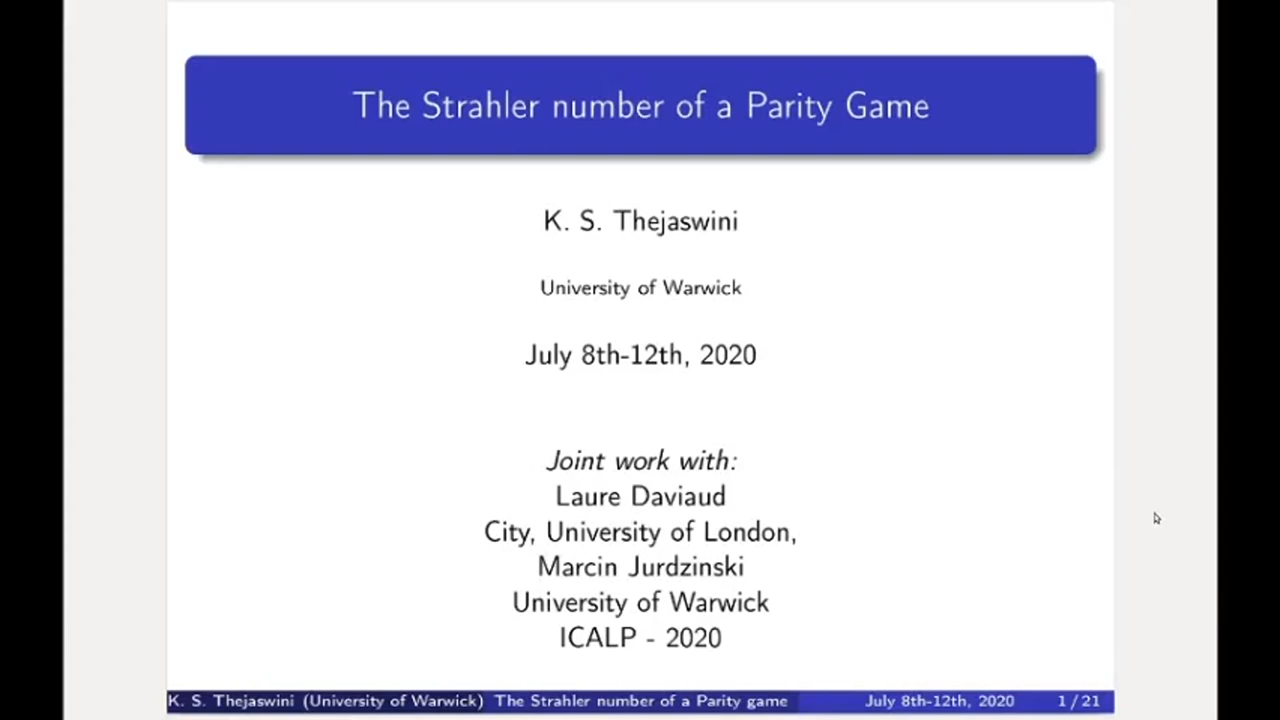 The Strahler number of a Parity Game
K. S. Thejaswini
University of Warwick
July 8th-12th, 2020
Joint work with:
Laure Daviaud
City, University of London,
Marcin Jurdzinski
University of Warwick
ICALP - 2020
K. S. Thejaswini (University of Warwick) The Strahler number of a Parity game July 8th-12th, 2020 1 / 21